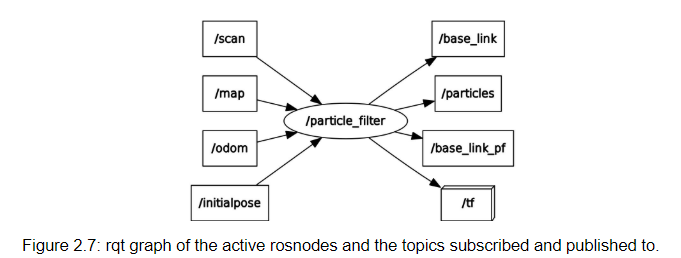 /scan
/map
/odom
/initialpose
/particle_filter
/base_link
/particles
/base_link_pf
/tf
Figure 2.7: rqt graph of the active rosnodes and the topics subscribed and published to.